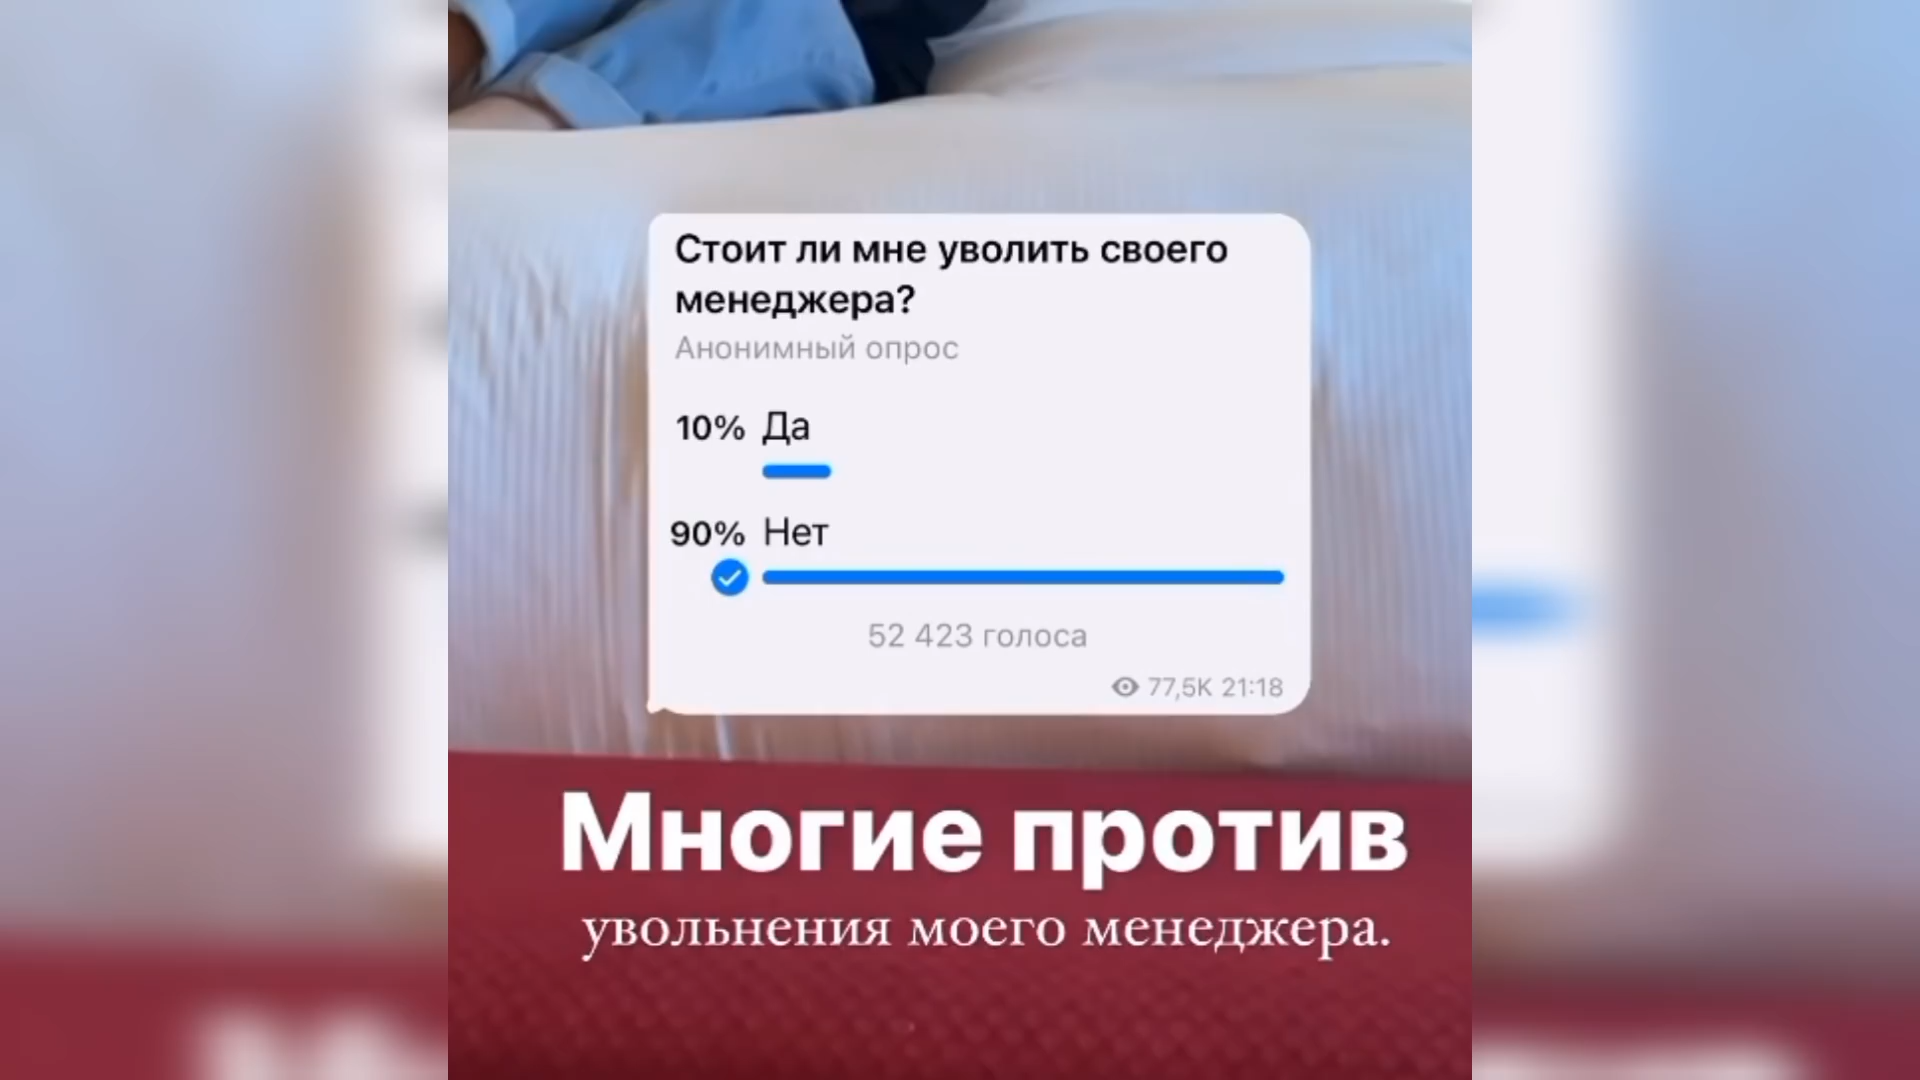 Стоит ли мне уволить своего
менеджера?
Анонимный опрос
10% Да
90% Нет
52 423 голоса
77,5K 21:18
Многие против
увольнения моего менеджера.